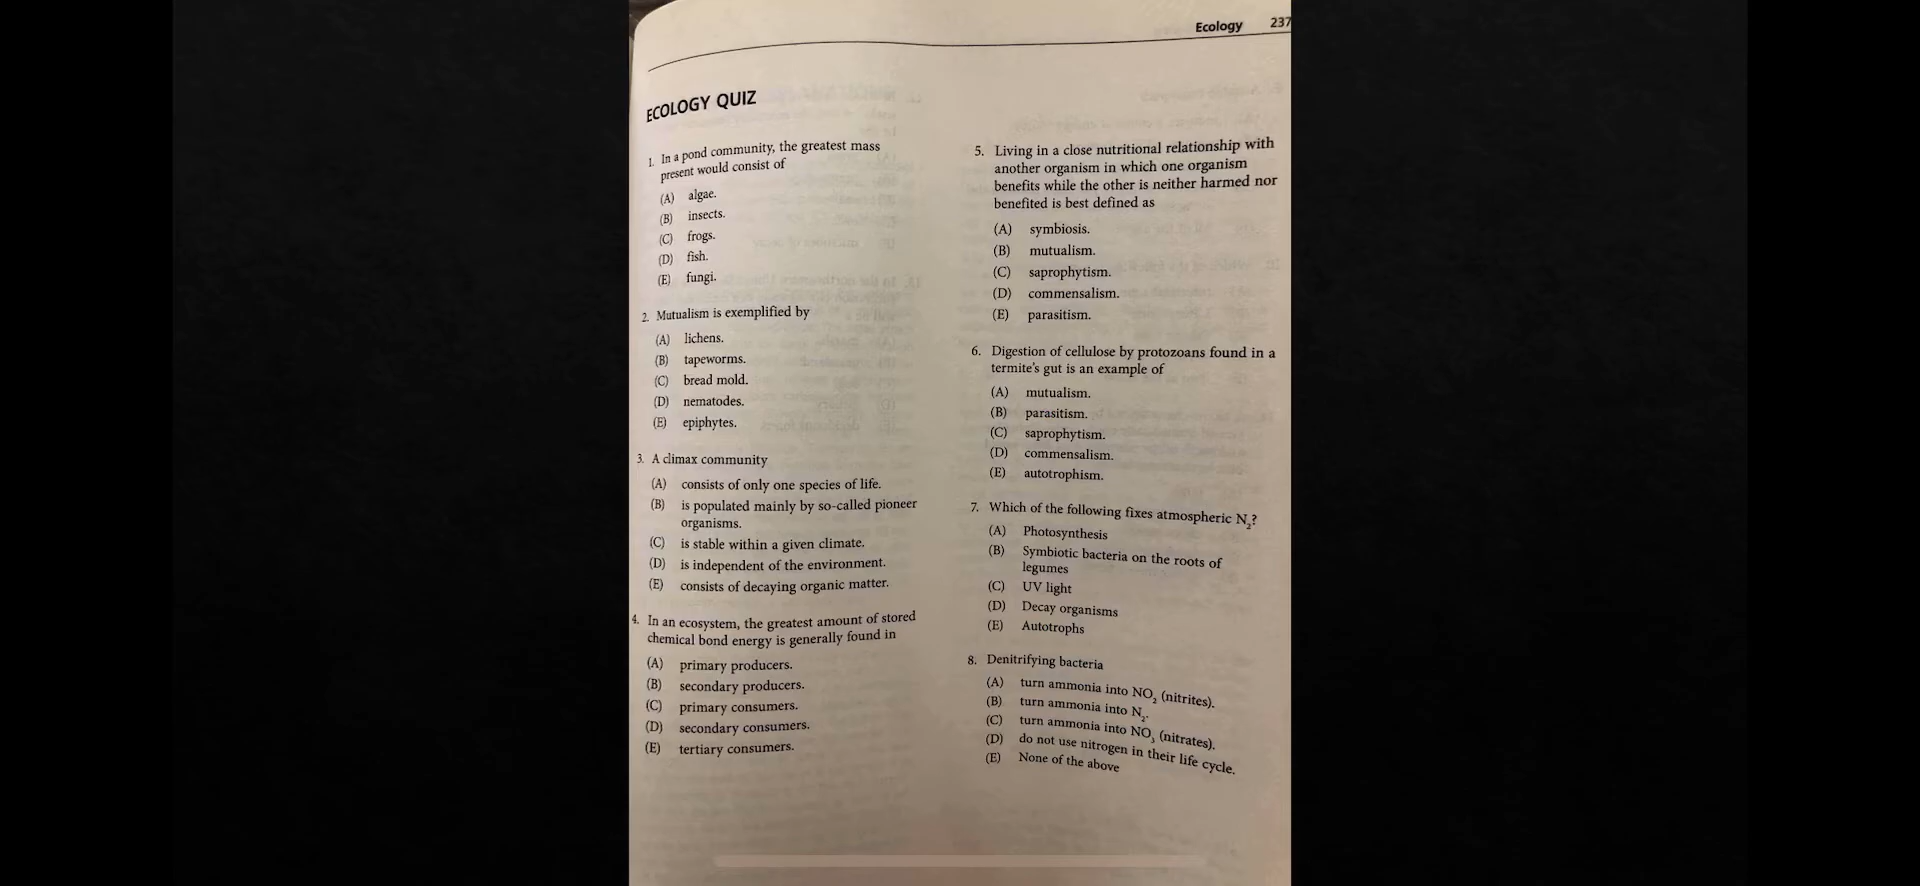 Ecology 237
ECOLOGY QUIZ
1. In a pond community, the greatest mass
present would consist of
(A) algae.
(B) insects.
(C) frogs.
(D) fish.
(E) fungi.
2. Mutualism is exemplified by
(A) lichens.
(B) tapeworms.
(C) bread mold.
(D) nematodes.
(E) epiphytes.
3. A climax community
(A) consists of only one species of life.
(B) is populated mainly by so-called pioneer
organisms.
(C) is stable within a given climate.
(D) is independent of the environment.
(E) consists of decaying organic matter.
4. In an ecosystem, the greatest amount of stored
chemical bond energy is generally found in
(A) primary producers.
(B) secondary producers.
(C) primary consumers.
(D) secondary consumers.
(E) tertiary consumers.
5. Living in a close nutritional relationship with
another organism in which one organism
benefits while the other is neither harmed nor
benefited is best defined as
(A) symbiosis.
(B) mutualism.
(C) saprophytism.
(D) commensalism.
(E) parasitism.
6. Digestion of cellulose by protozoans found in a
termite's gut is an example of
(A) mutualism.
(B) parasitism.
(C) saprophytism.
(D) commensalism.
(E) autotrophism.
7. Which of the following fixes atmospheric N₂?
(A) Photosynthesis
(B) Symbiotic bacteria on the roots of
legumes
(C) UV light
(D) Decay organisms
(E) Autotrophs
8. Denitrifying bacteria
(A) turn ammonia into NO₂ (nitrites).
(B) turn ammonia into N₂.
(C) turn ammonia into NO₃ (nitrates).
(D) do not use nitrogen in their life cycle.
(E) None of the above